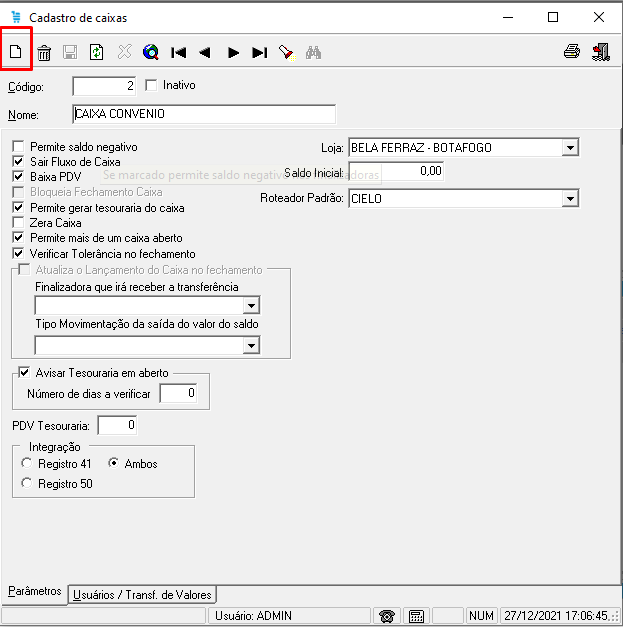 Cadastro de caixas
Código: 2 Inativo
Nome: CAIXA CONVENIO
Permite saldo negativo
Loja: BELA FERRAZ - BOTAFOGO
Sair Fluxo de Caixa
Baixa PDV
Se marcado permite saldo negativo
Saldo Inicial: 0,00
Bloqueia Fechamento Caixa
Roteador Padrão: CIELO
Permite gerar tesouraria do caixa
Zera Caixa
Permite mais de um caixa aberto
Verificar Tolerância no fechamento
Atualiza o Lançamento do Caixa no fechamento
Finalizadora que irá receber a transferência
Tipo Movimentação da saída do valor do saldo
Avisar Tesouraria em aberto
Número de dias a verificar 0
PDV Tesouraria: 0
Integração
Registro 41 Ambos
Registro 50
Parâmetros Usuários / Transf. de Valores
Usuário: ADMIN NUM 27/12/2021 17:06:45